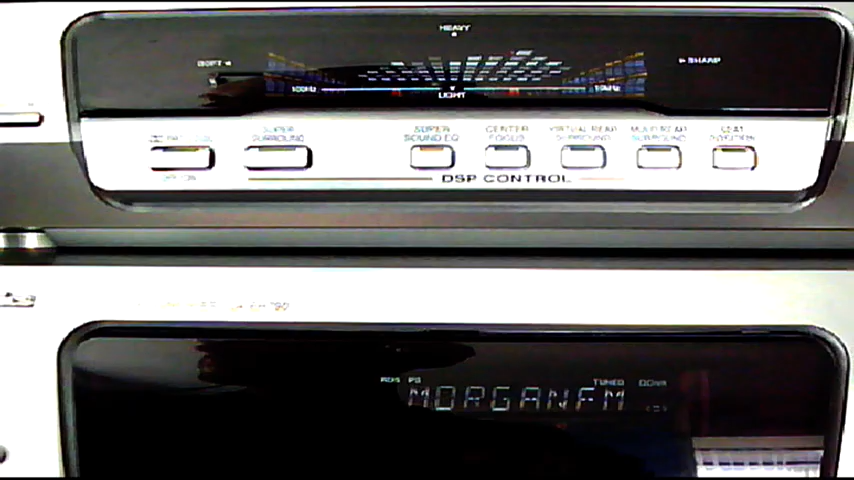 HEAVY
SOFT
SHARP
100Hz
10kHz
LIGHT
SUPER SURROUND
SUPER SOUND EQ
CENTER FOCUS
VIRTUAL REAR SURROUND
MULTI REAR SURROUND
SEAT POSITION
DSP CONTROL
RDS PS
TUNED
MORGANFM